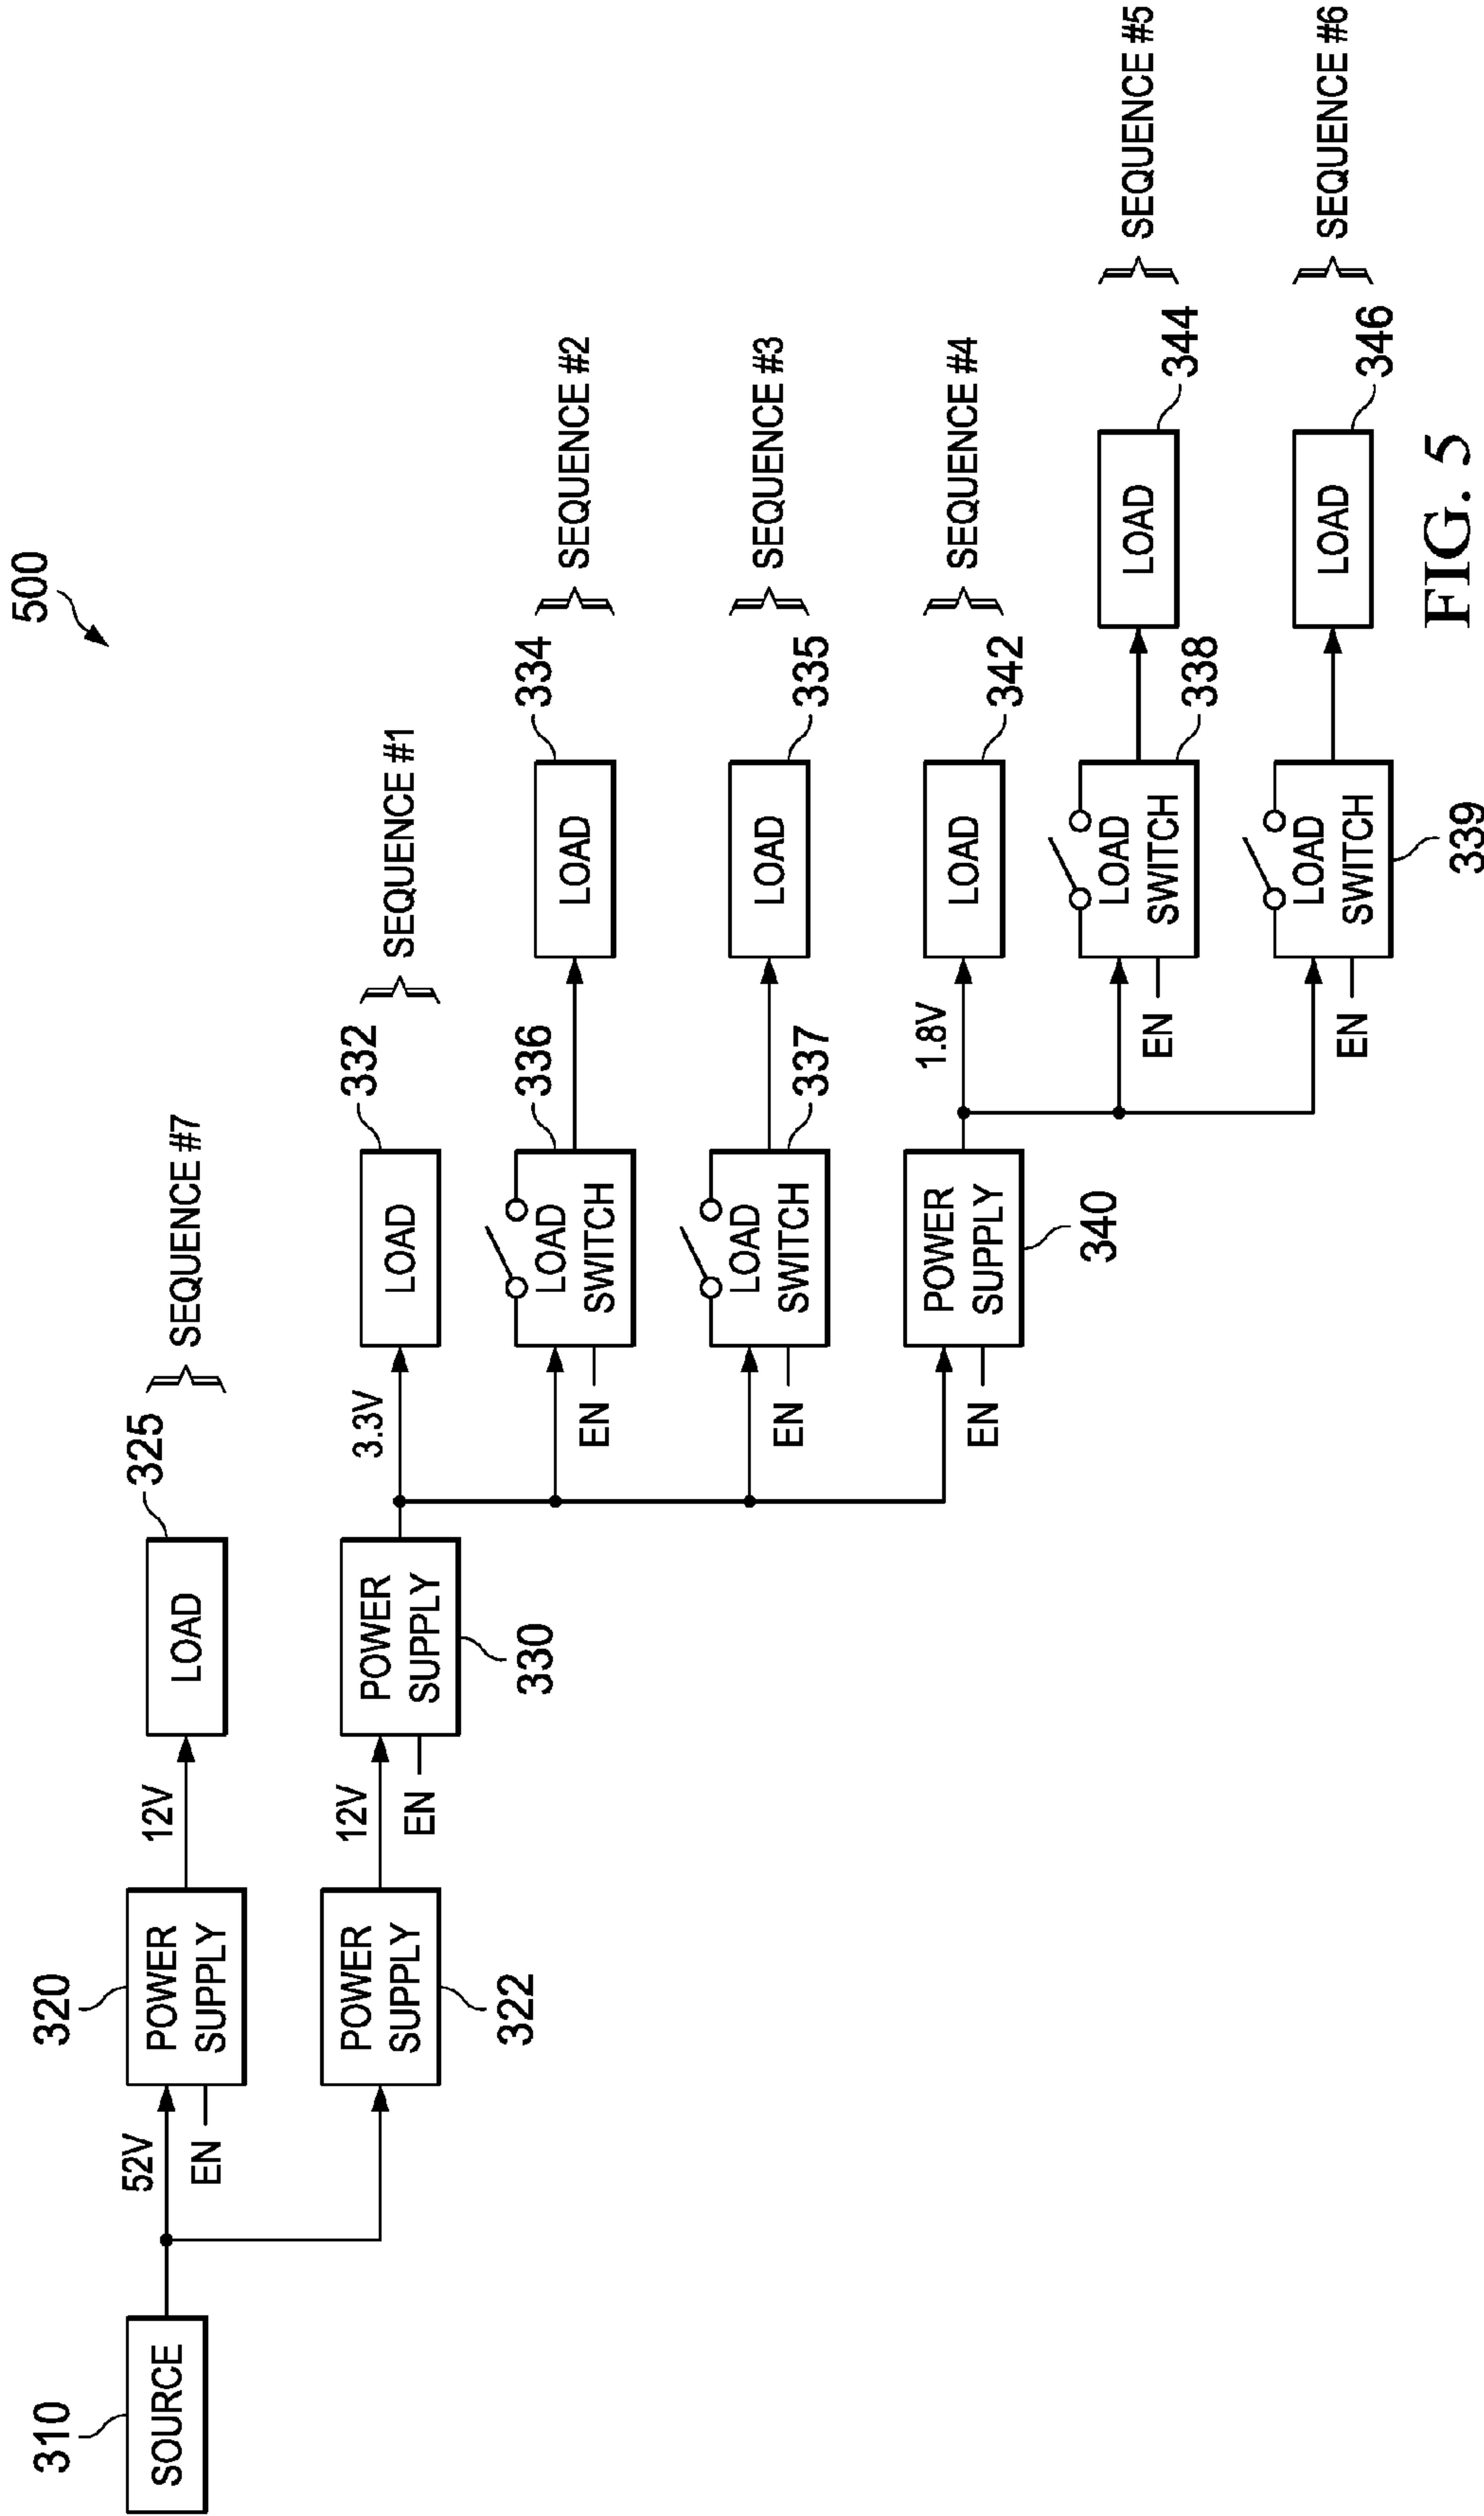 500
310
SOURCE
52V
EN
320
POWER
SUPPLY
12V
LOAD
325
SEQUENCE #7
POWER
SUPPLY
322
12V
EN
POWER
SUPPLY
330
3.3V
LOAD
332
SEQUENCE #1
EN
LOAD
SWITCH
336
LOAD
334
SEQUENCE #2
EN
LOAD
SWITCH
337
LOAD
335
SEQUENCE #3
EN
POWER
SUPPLY
340
1.8V
LOAD
342
SEQUENCE #4
EN
LOAD
SWITCH
338
LOAD
344
SEQUENCE #5
EN
LOAD
SWITCH
339
LOAD
346
SEQUENCE #6
FIG. 5